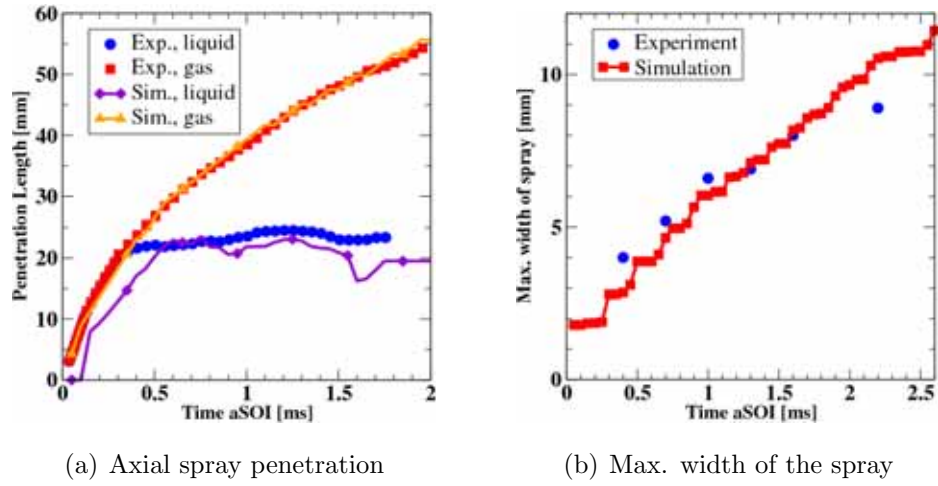 60
50
40
30
20
10
0
Penetration Length [mm]
Exp., liquid
Exp., gas
Sim., liquid
Sim., gas
0 0.5 1 1.5 2
Time aSOI [ms]
(a) Axial spray penetration
10
5
0
Max. width of spray [mm]
Experiment
Simulation
0 0.5 1 1.5 2 2.5
Time aSOI [ms]
(b) Max. width of the spray